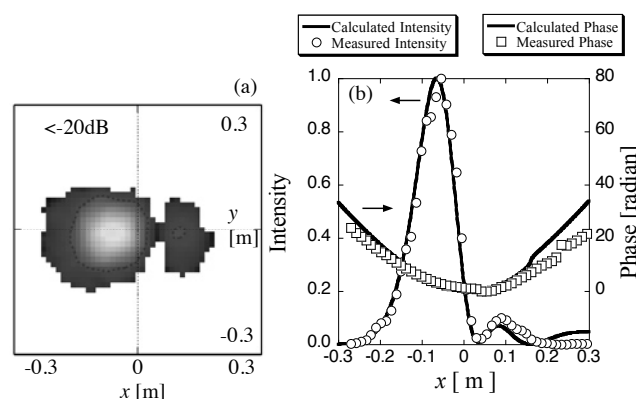 Calculated Intensity
Measured Intensity
Calculated Phase
Measured Phase
(a)
<-20dB
0.3
y
[m]
-0.3
-0.3
0
0.3
x [m]
(b)
1.0
0.8
0.6
0.4
0.2
0.0
Intensity
80
60
40
20
0
Phase [radian]
-0.3
-0.2
-0.1
0
0.1
0.2
0.3
x [ m ]